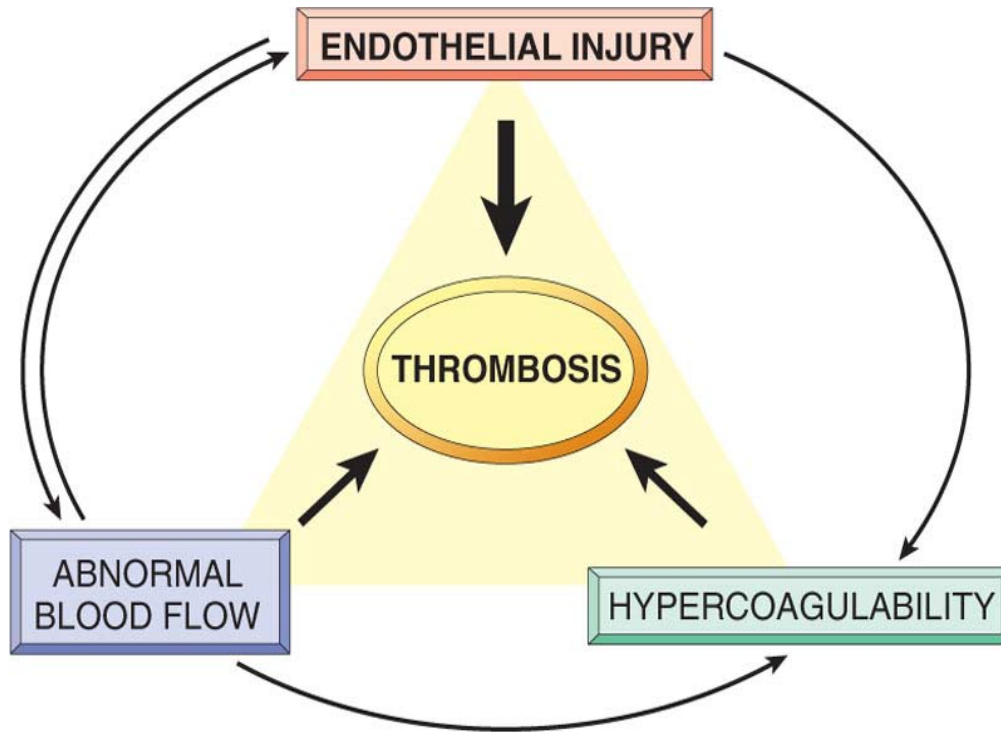 ENDOTHELIAL INJURY
THROMBOSIS
ABNORMAL
BLOOD FLOW
HYPERCOAGULABILITY